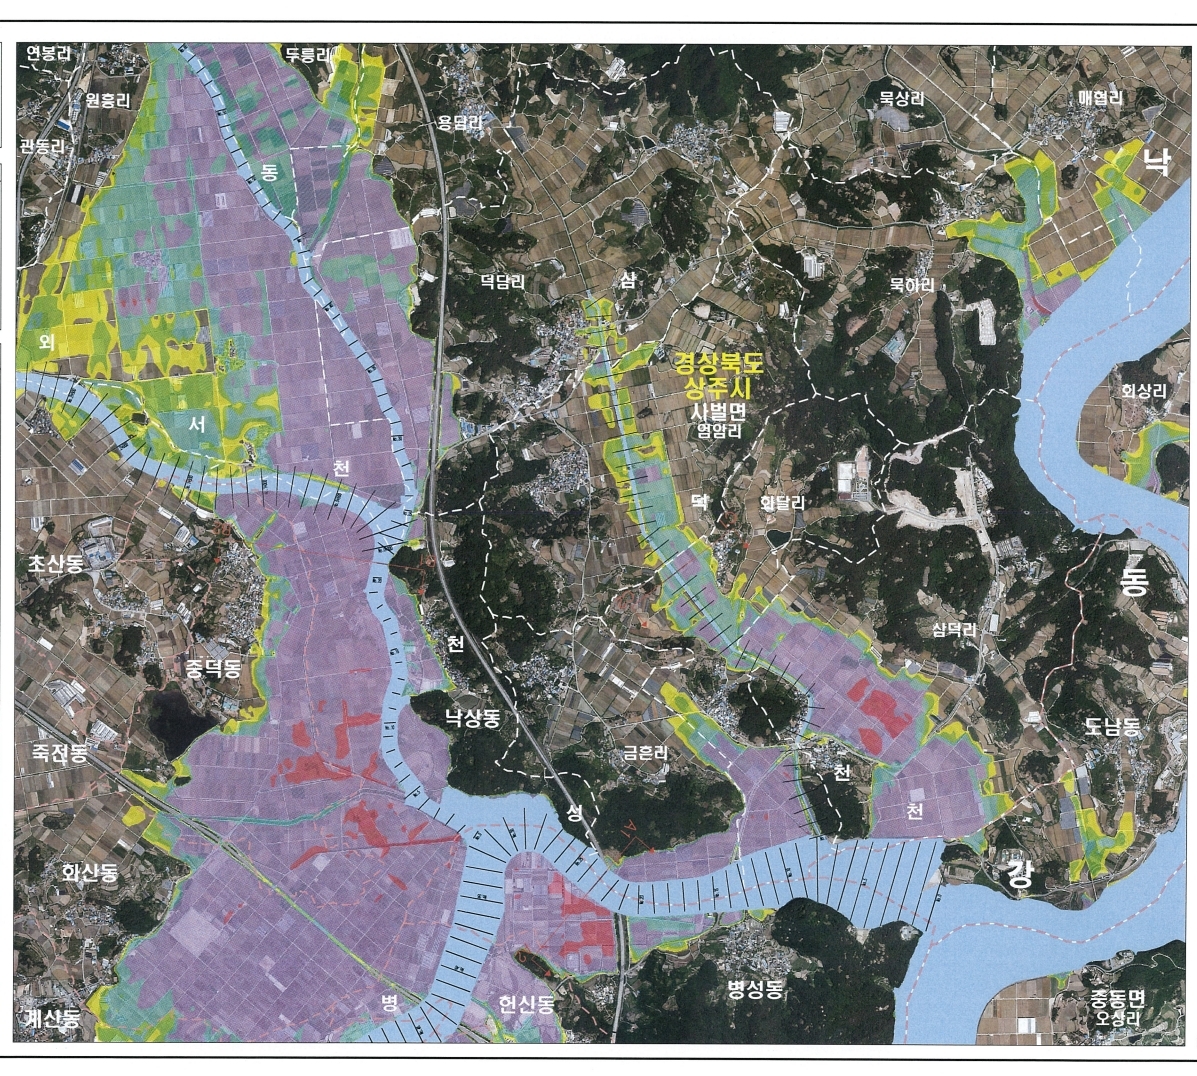 연봉리
두릉리
원흥리
관동리
용담리
묵상리
매협리
낙
동
덕담리
삼
묵하리
외
경상북도
상주시
사벌면
엄암리
회상리
서
천
덕
화달리
초산동
동
삼덕리
천
중덕동
낙상동
도남동
죽전동
금흔리
천
성
천
화산동
강
병성동
병
헌신동
중동면
오상리
계산동